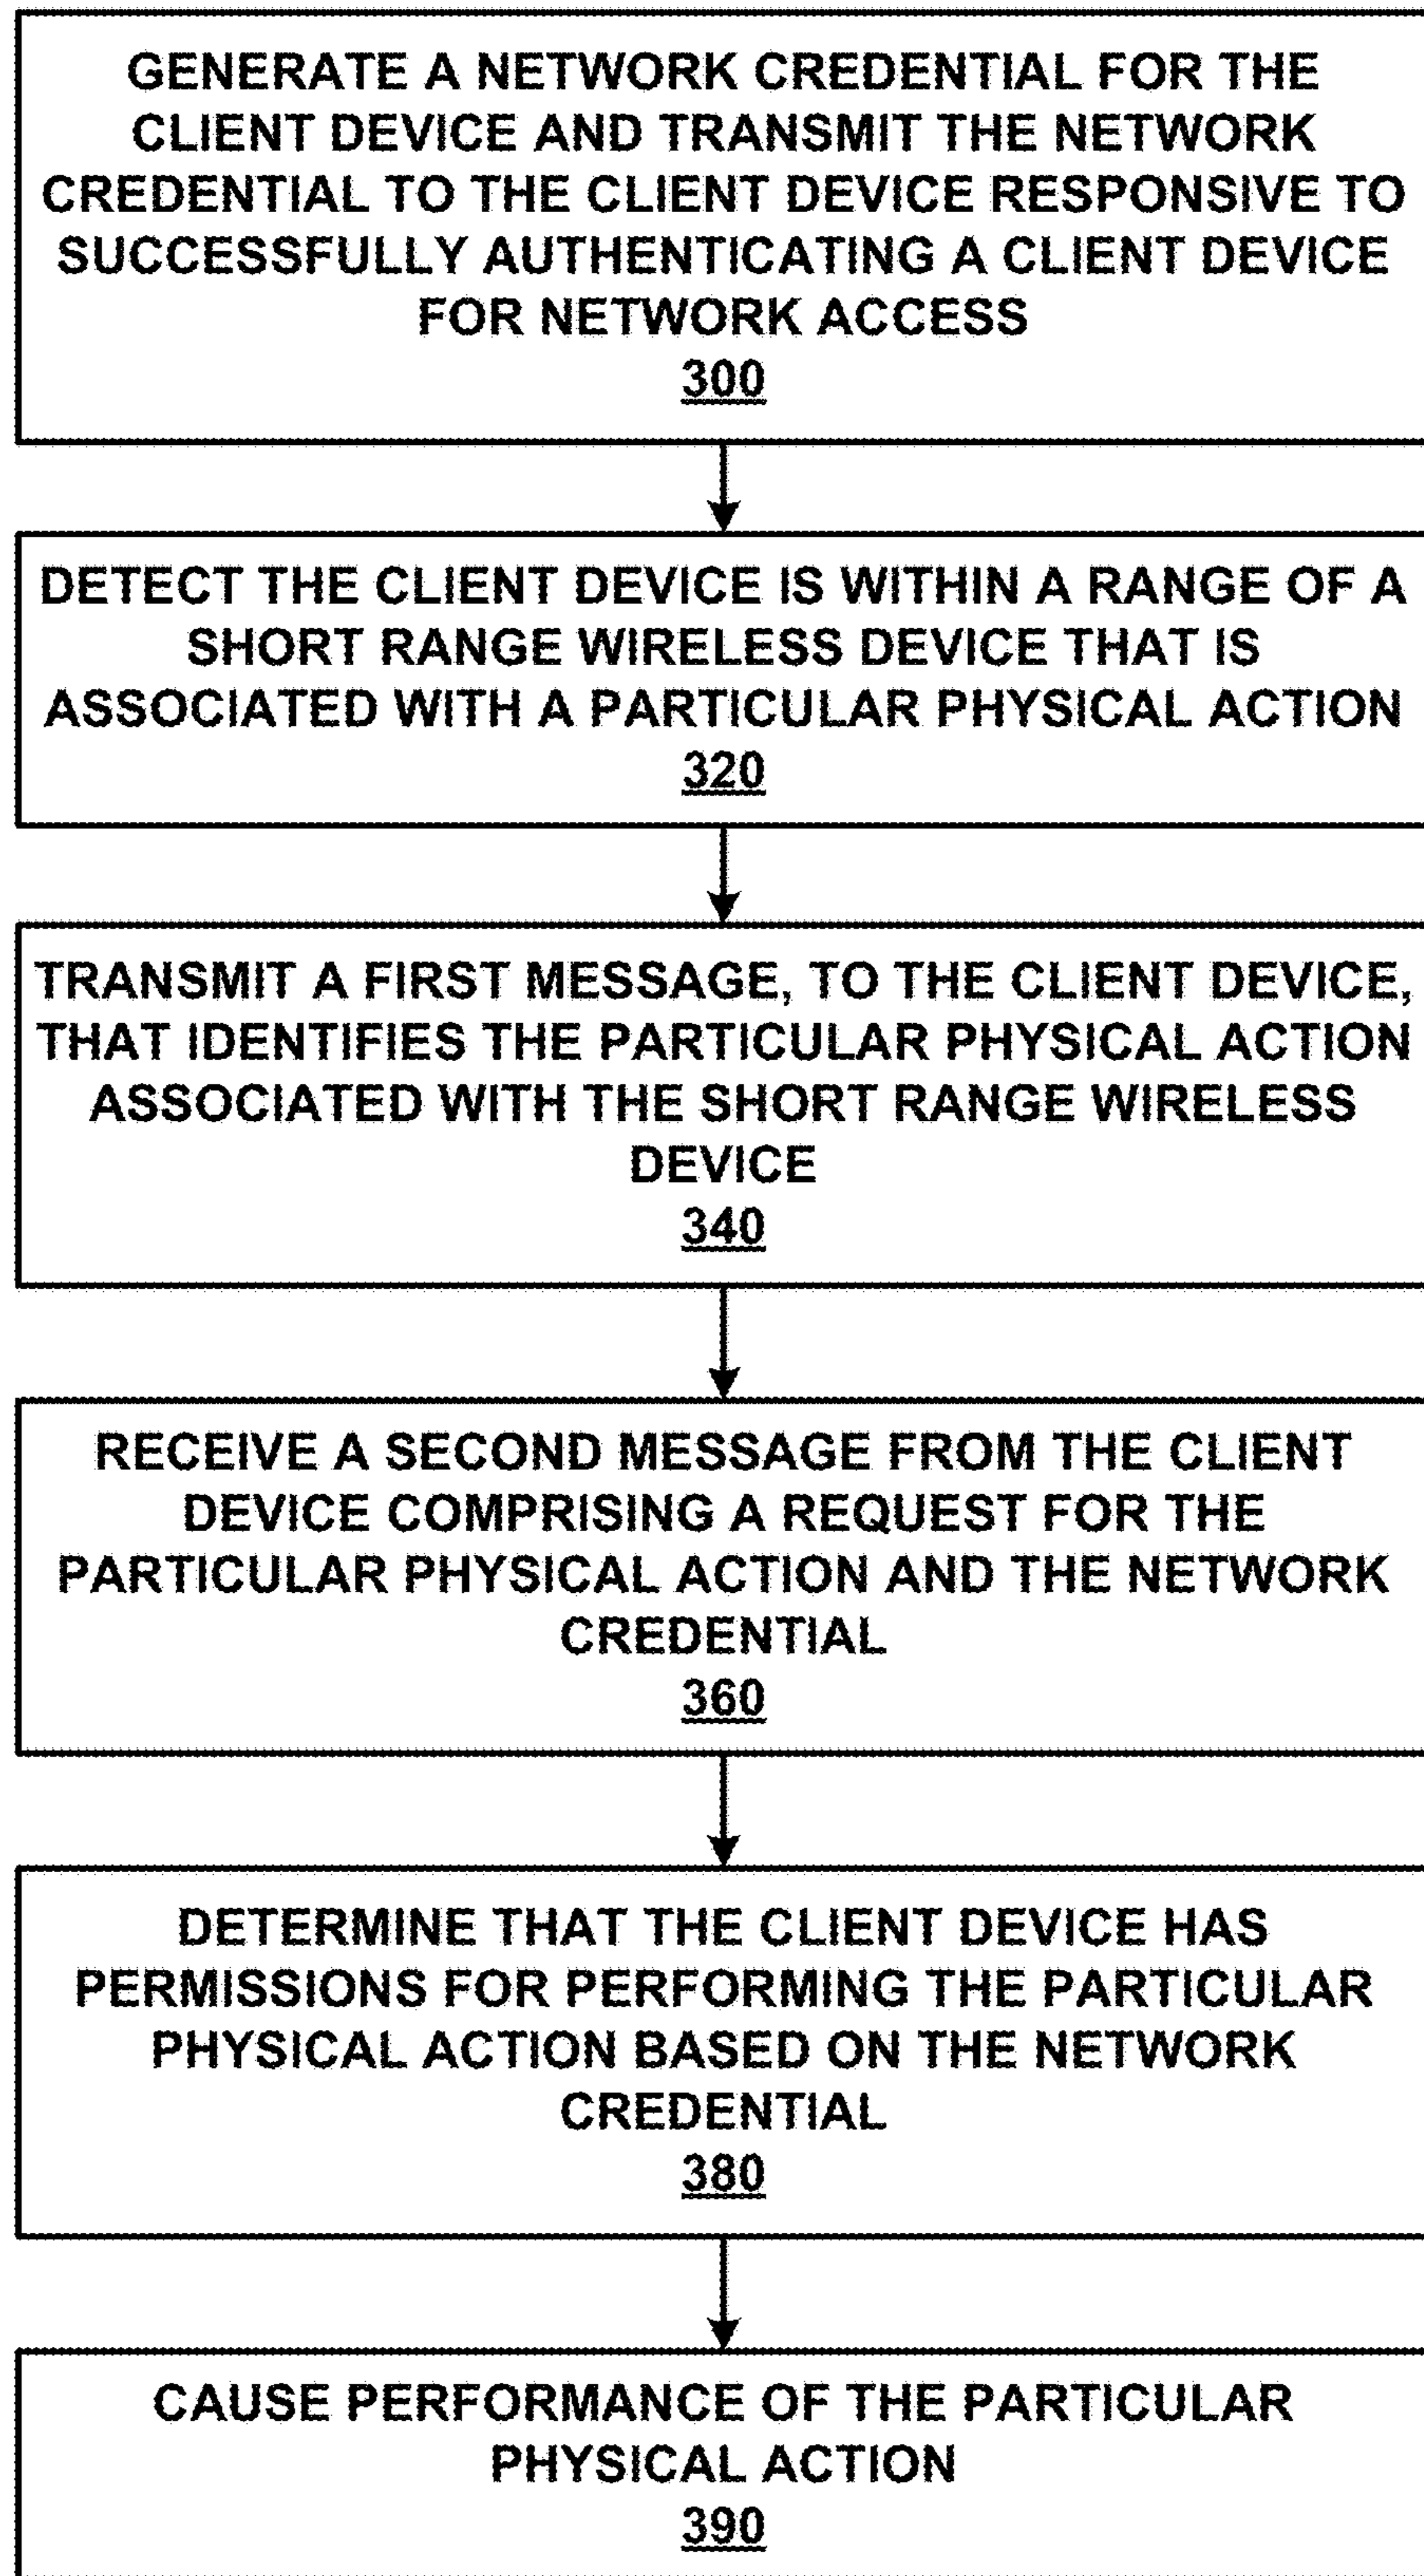 GENERATE A NETWORK CREDENTIAL FOR THE
CLIENT DEVICE AND TRANSMIT THE NETWORK
CREDENTIAL TO THE CLIENT DEVICE RESPONSIVE TO
SUCCESSFULLY AUTHENTICATING A CLIENT DEVICE
FOR NETWORK ACCESS
300
DETECT THE CLIENT DEVICE IS WITHIN A RANGE OF A
SHORT RANGE WIRELESS DEVICE THAT IS
ASSOCIATED WITH A PARTICULAR PHYSICAL ACTION
320
TRANSMIT A FIRST MESSAGE, TO THE CLIENT DEVICE,
THAT IDENTIFIES THE PARTICULAR PHYSICAL ACTION
ASSOCIATED WITH THE SHORT RANGE WIRELESS
DEVICE
340
RECEIVE A SECOND MESSAGE FROM THE CLIENT
DEVICE COMPRISING A REQUEST FOR THE
PARTICULAR PHYSICAL ACTION AND THE NETWORK
CREDENTIAL
360
DETERMINE THAT THE CLIENT DEVICE HAS
PERMISSIONS FOR PERFORMING THE PARTICULAR
PHYSICAL ACTION BASED ON THE NETWORK
CREDENTIAL
380
CAUSE PERFORMANCE OF THE PARTICULAR
PHYSICAL ACTION
390